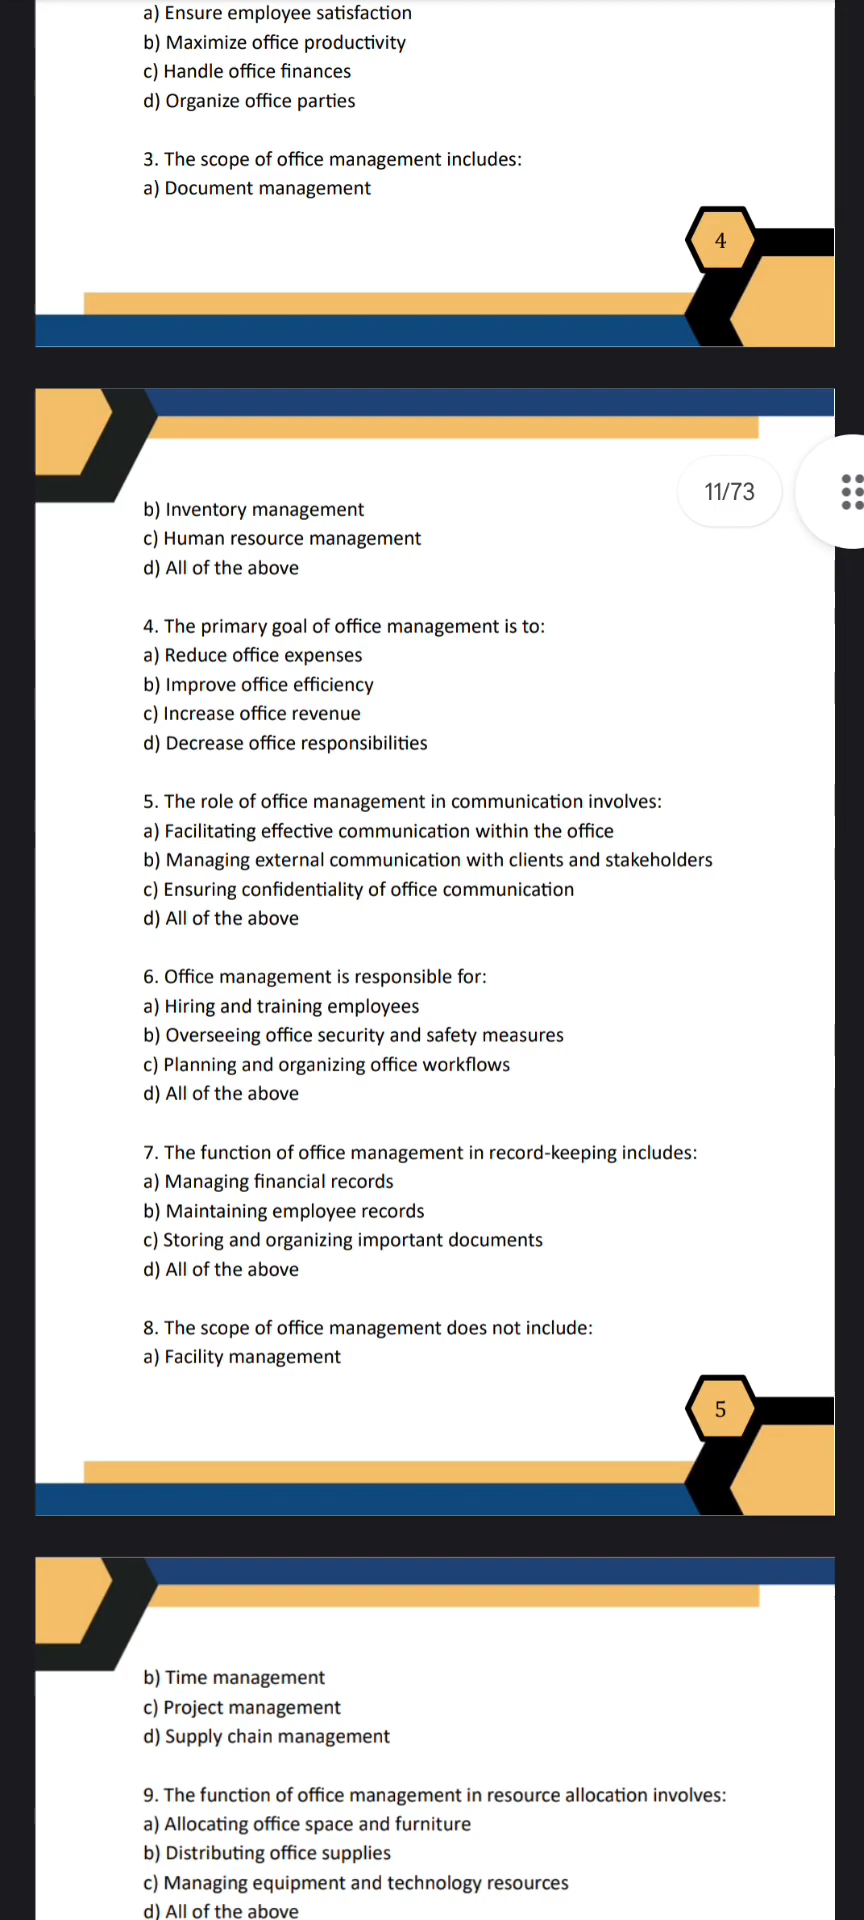 a) Ensure employee satisfaction
b) Maximize office productivity
c) Handle office finances
d) Organize office parties
3. The scope of office management includes:
a) Document management
4
11/73
b) Inventory management
c) Human resource management
d) All of the above
4. The primary goal of office management is to:
a) Reduce office expenses
b) Improve office efficiency
c) Increase office revenue
d) Decrease office responsibilities
5. The role of office management in communication involves:
a) Facilitating effective communication within the office
b) Managing external communication with clients and stakeholders
c) Ensuring confidentiality of office communication
d) All of the above
6. Office management is responsible for:
a) Hiring and training employees
b) Overseeing office security and safety measures
c) Planning and organizing office workflows
d) All of the above
7. The function of office management in record-keeping includes:
a) Managing financial records
b) Maintaining employee records
c) Storing and organizing important documents
d) All of the above
8. The scope of office management does not include:
a) Facility management
5
b) Time management
c) Project management
d) Supply chain management
9. The function of office management in resource allocation involves:
a) Allocating office space and furniture
b) Distributing office supplies
c) Managing equipment and technology resources
d) All of the above